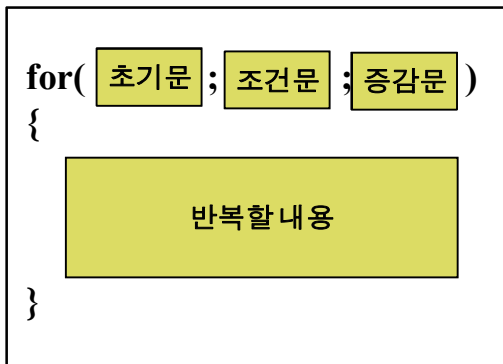 for( 초기문 ; 조건문 ; 증감문 )
{
반복할 내용
}